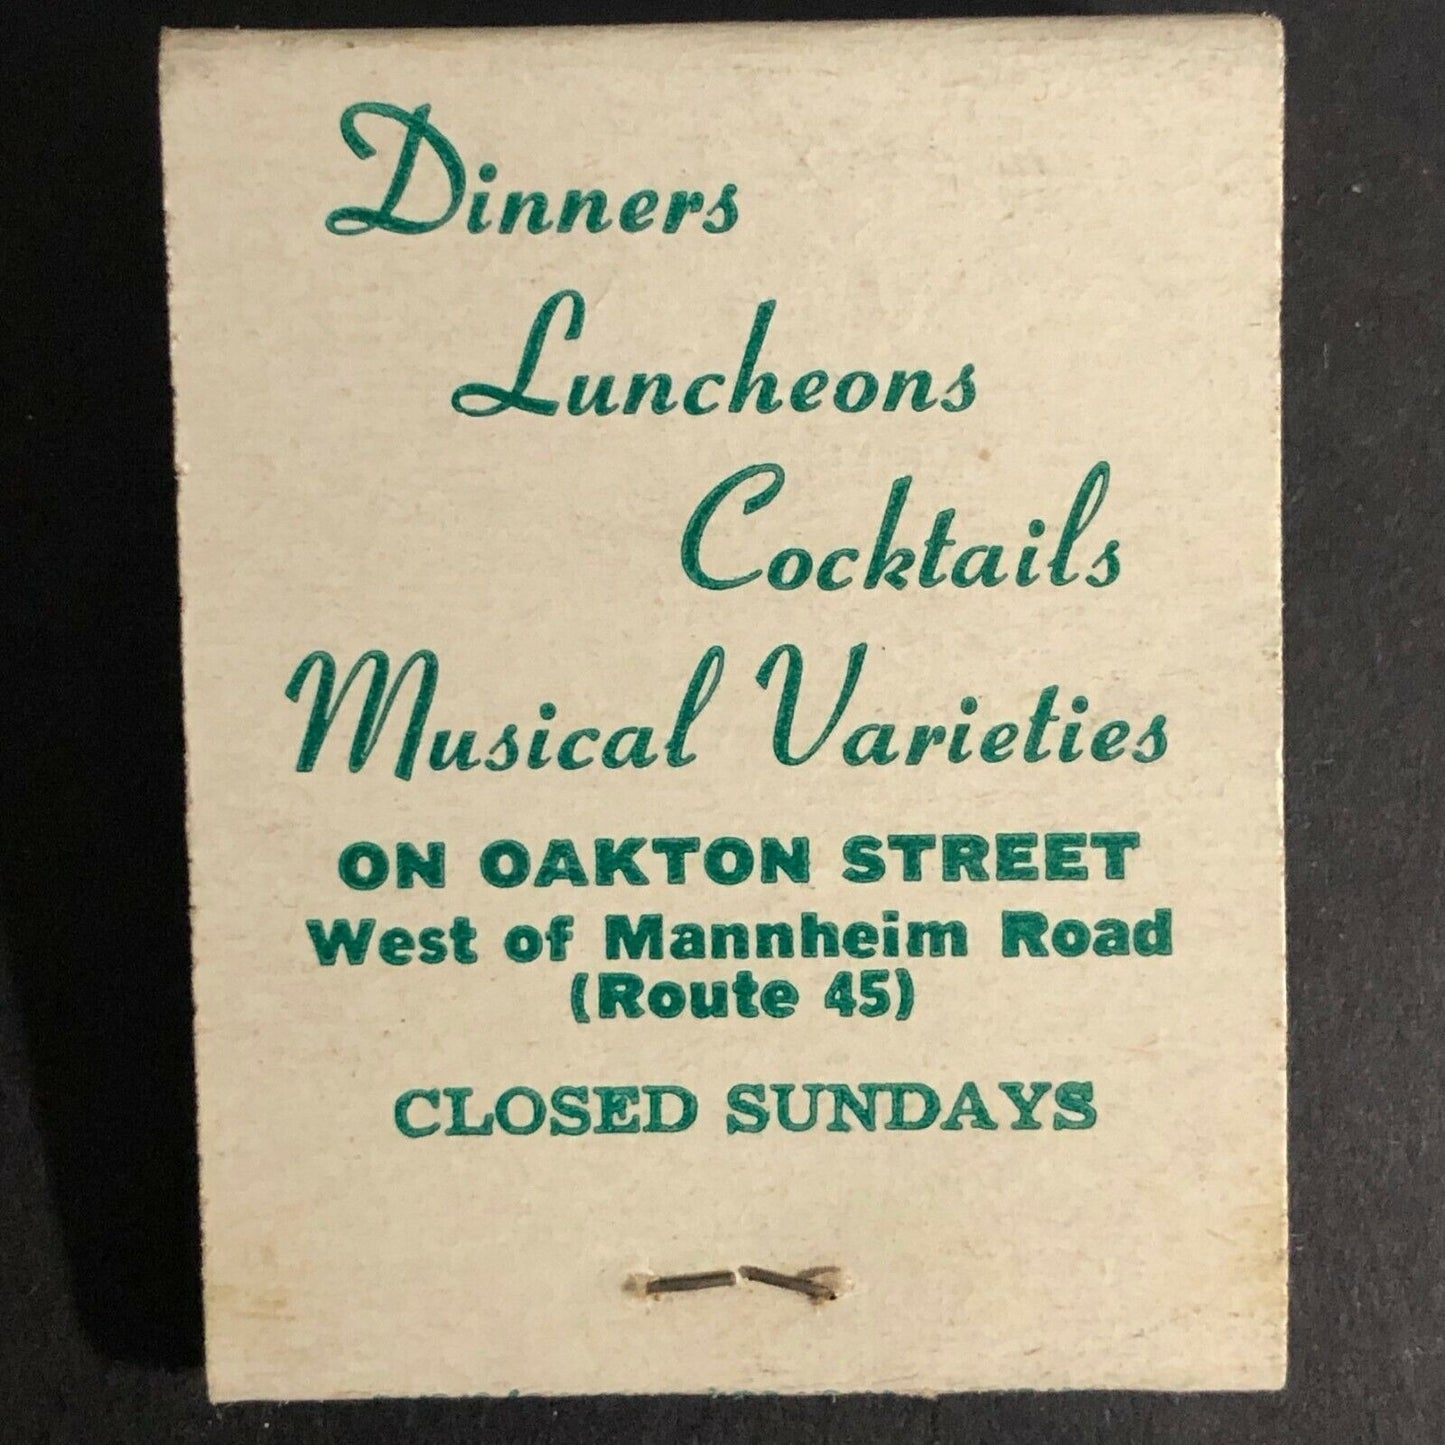 Dinners
Luncheons
Cocktails
Musical Varieties
ON OAKTON STREET
West of Mannheim Road
(Route 45)
CLOSED SUNDAYS